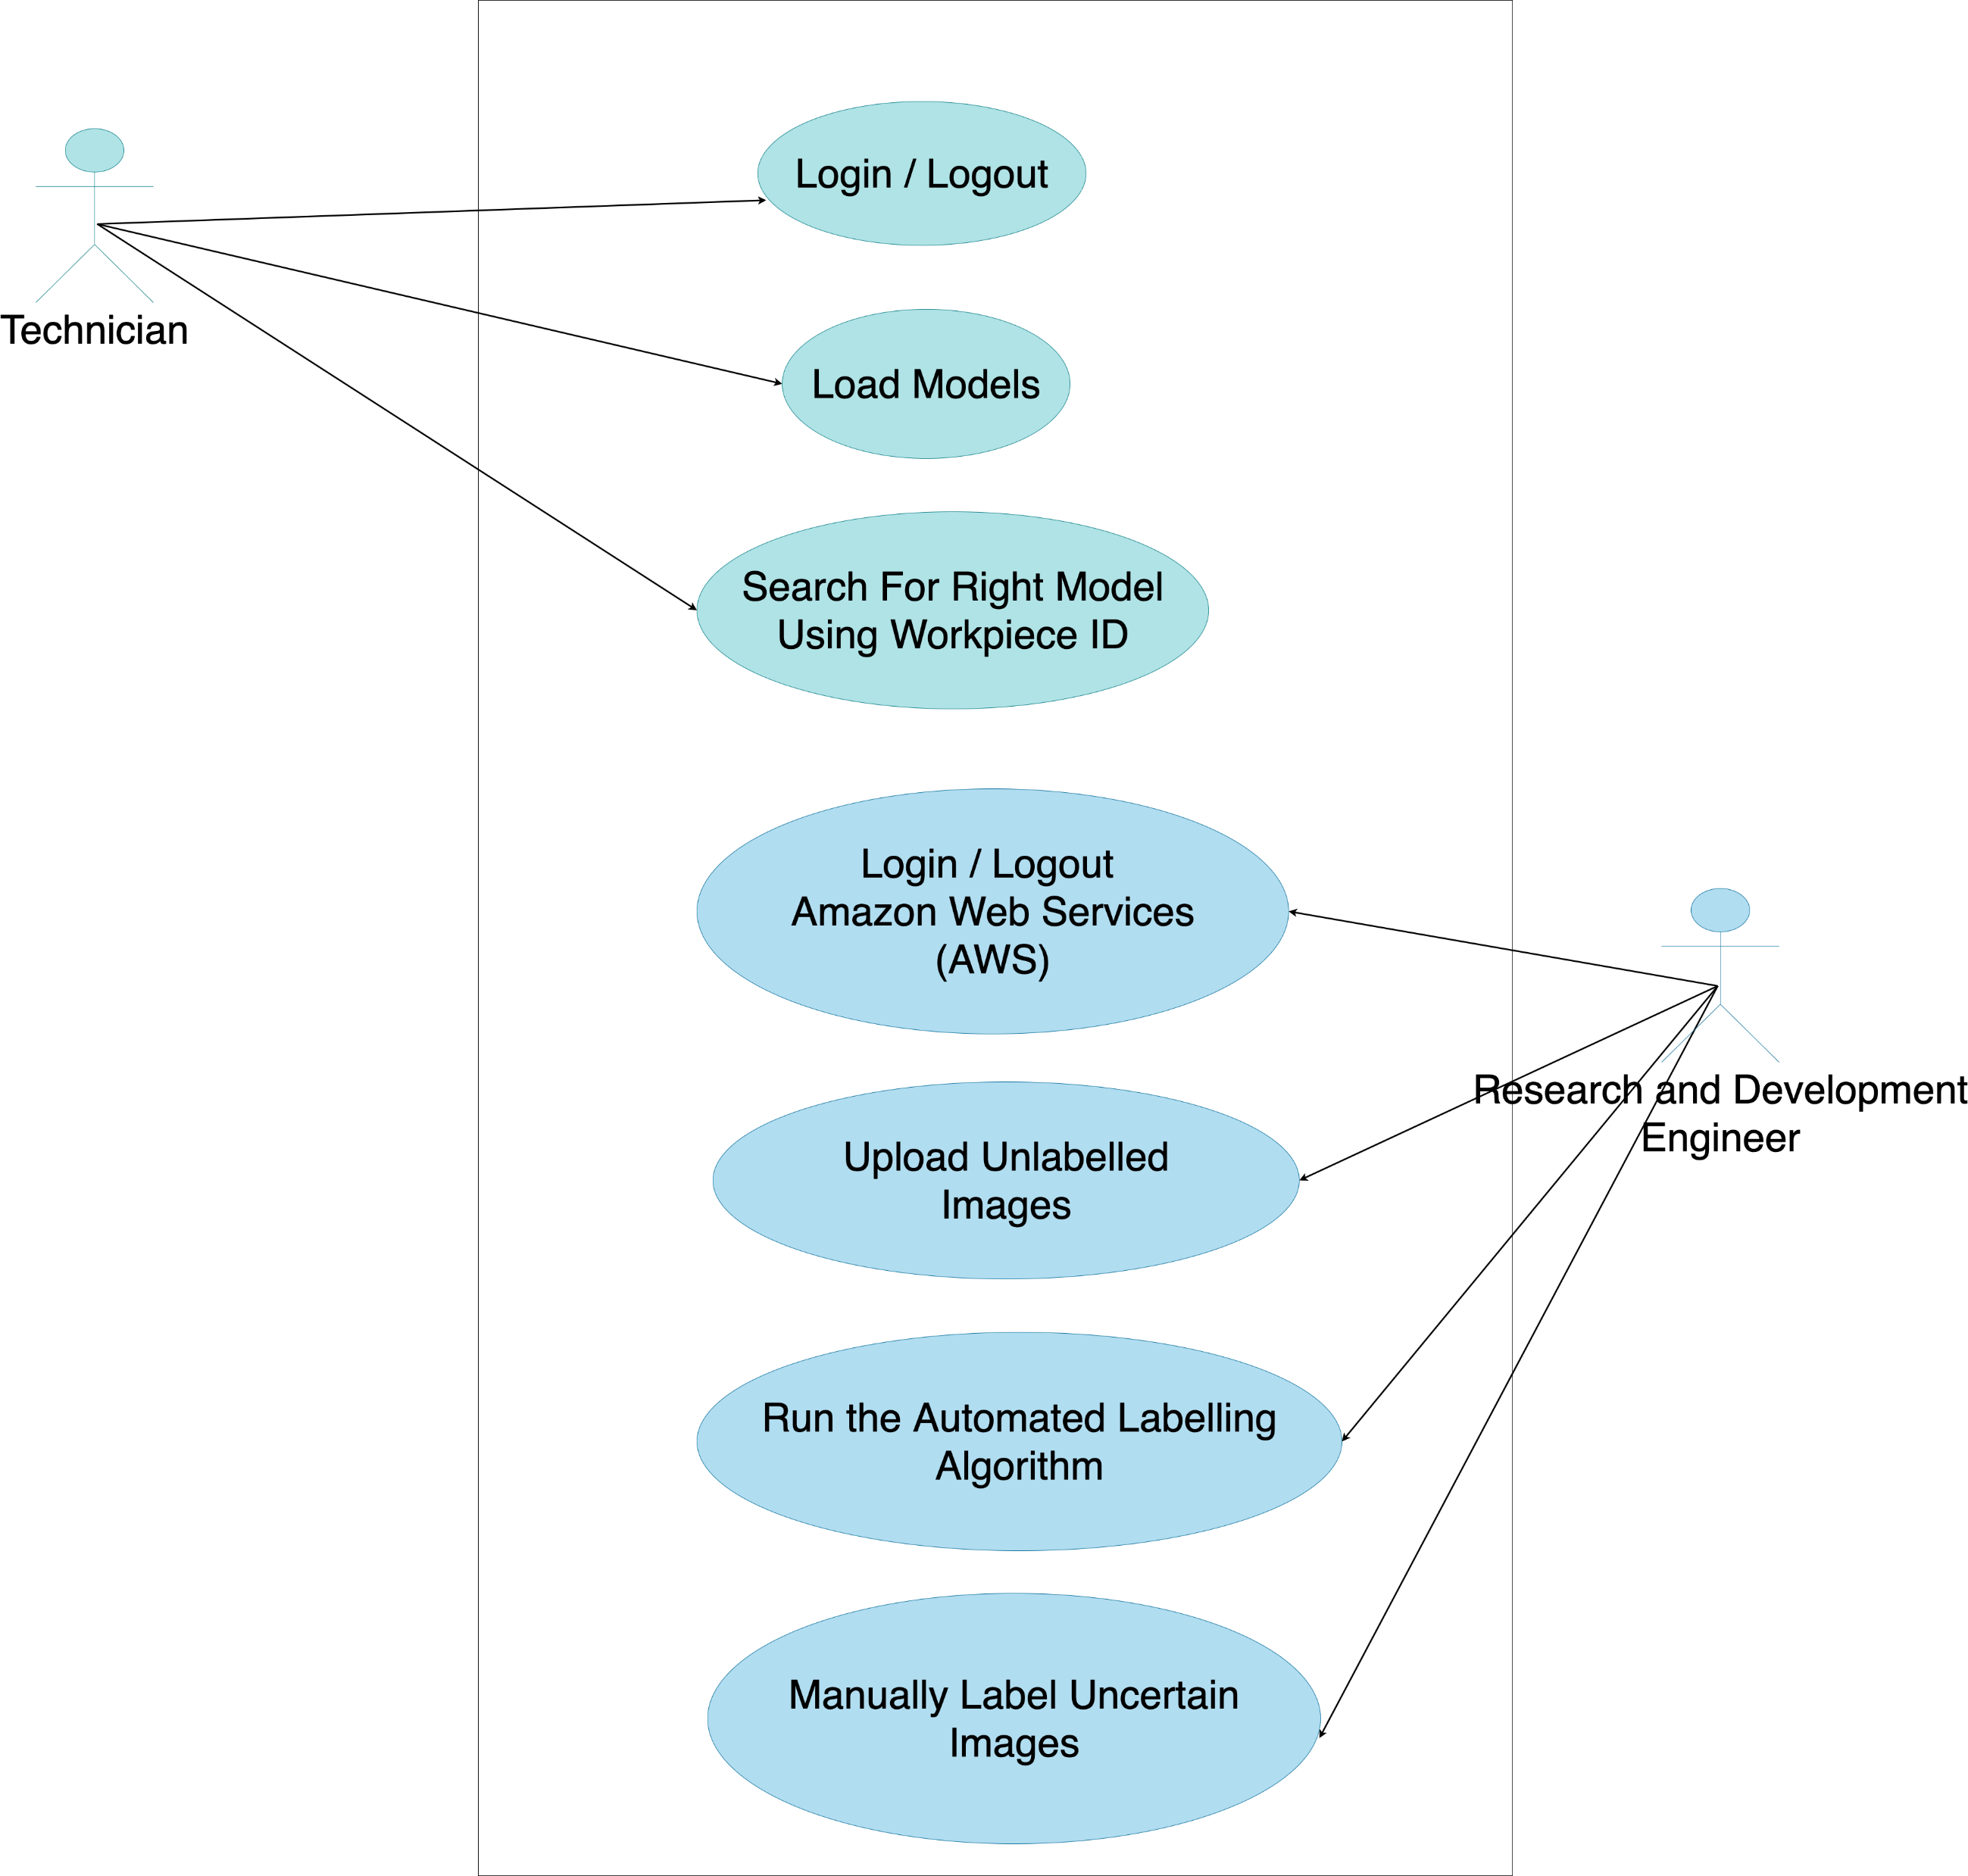 Login / Logout
Technician
Load Models
Search For Right Model
Using Workpiece ID
Login / Logout
Amazon Web Services
(AWS)
Research and Development
Engineer
Upload Unlabelled
Images
Run the Automated Labelling
Algorithm
Manually Label Uncertain
Images